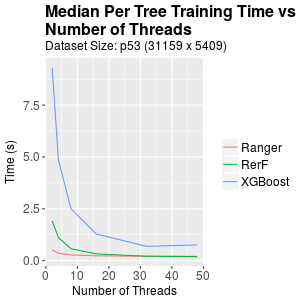 Median Per Tree Training Time vs
Number of Threads
Dataset Size: p53 (31159 x 5409)
Time (s)
7.5
5.0
2.5
0.0
0 10 20 30 40 50
Number of Threads
Ranger
RerF
XGBoost